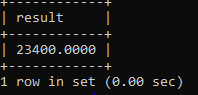 +------------+
| result     |
+------------+
| 23400.0000 |
+------------+
1 row in set (0.00 sec)